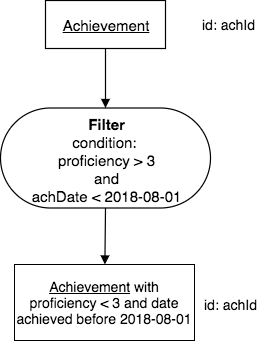 Achievement
id: achId
Filter
condition:
proficiency > 3
and
achDate < 2018-08-01
Achievement with
proficiency < 3 and date
achieved before 2018-08-01
id: achId